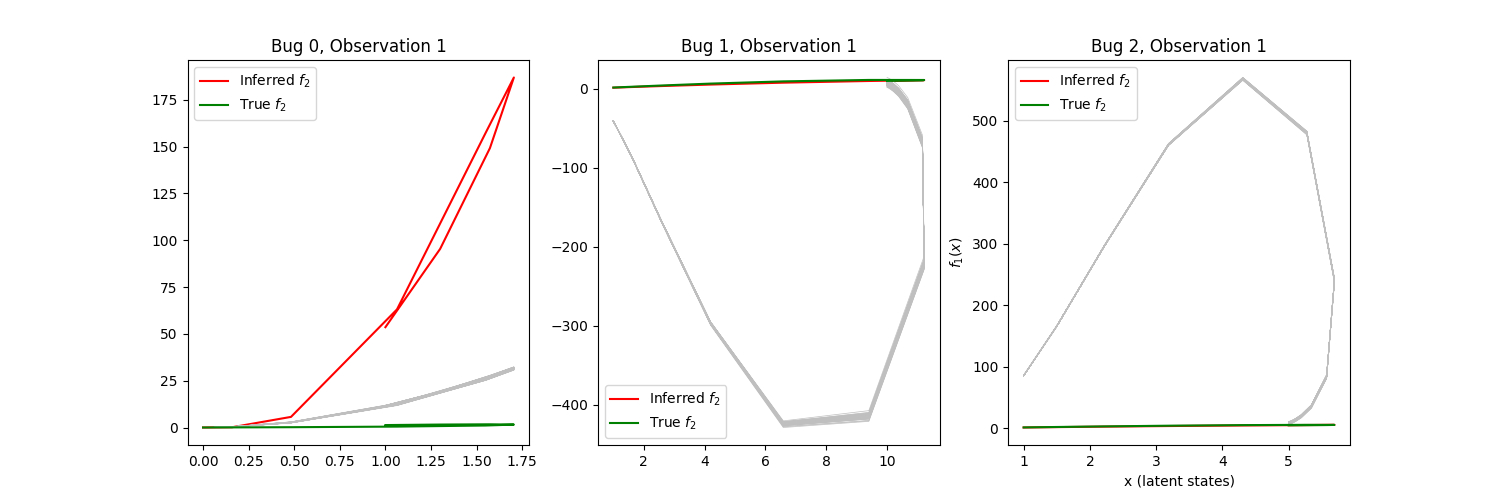 Bug 0, Observation 1
Inferred f₂
True f₂
175
150
125
100
75
50
25
0
0.00 0.25 0.50 0.75 1.00 1.25 1.50 1.75
Bug 1, Observation 1
0
−100
−200
−300
−400
Inferred f₂
True f₂
2 4 6 8 10
Bug 2, Observation 1
Inferred f₂
True f₂
f₁(x)
500
400
300
200
100
0
1 2 3 4 5
x (latent states)